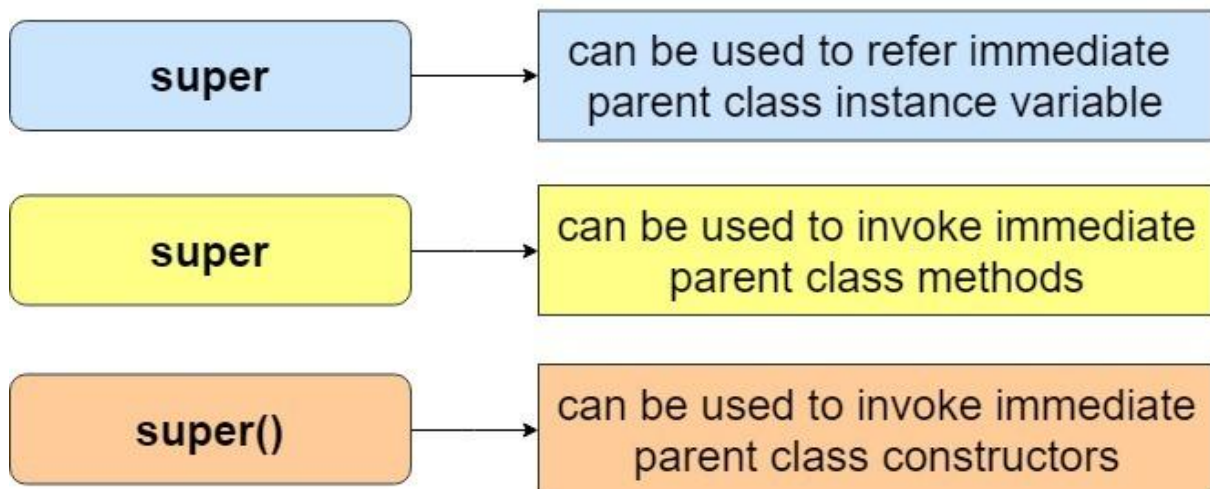 super
can be used to refer immediate
parent class instance variable
super
can be used to invoke immediate
parent class methods
super()
can be used to invoke immediate
parent class constructors